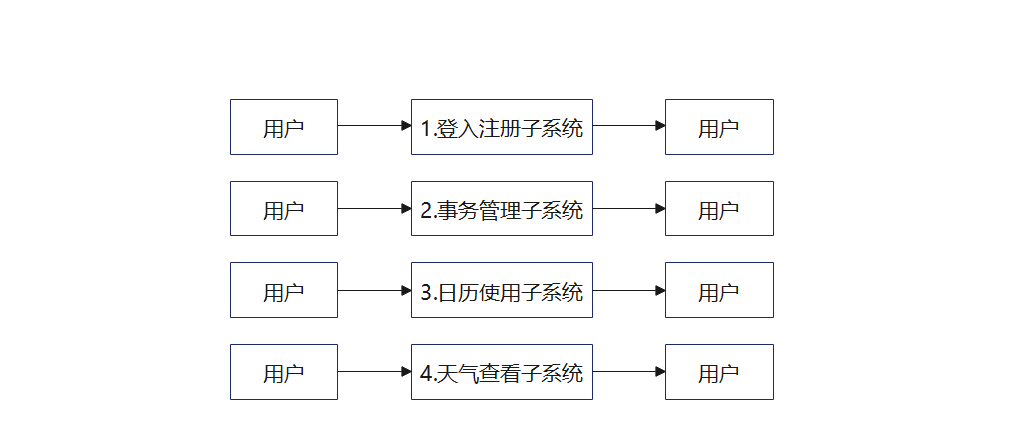 用户 1.登入注册子系统 用户
用户 2.事务管理子系统 用户
用户 3.日历使用子系统 用户
用户 4.天气查看子系统 用户